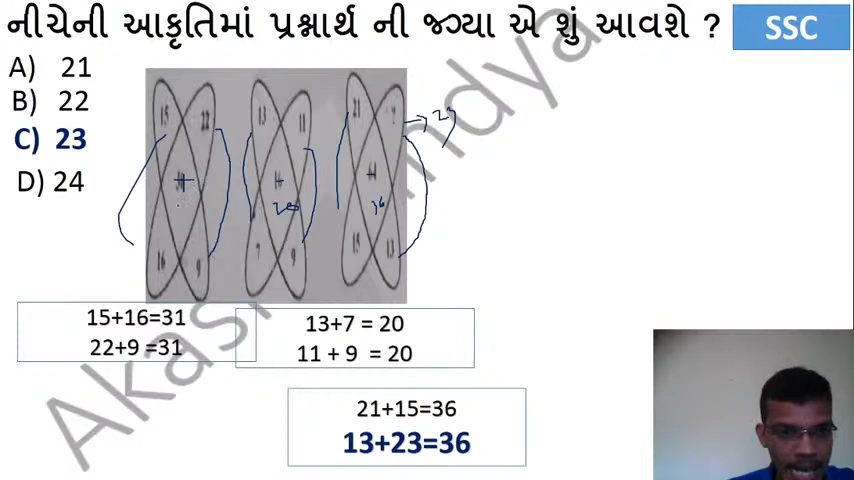 નીચેની આકૃતિમાં પ્રશ્નાર્થ ની જગ્યા એ શું આવશે ?
SSC
A) 21
B) 22
C) 23
D) 24
15 22
16 9
13 11
7 9
21 ?
15 13
36
15+16=31
22+9 =31
13+7 = 20
11 + 9 = 20
21+15=36
13+23=36